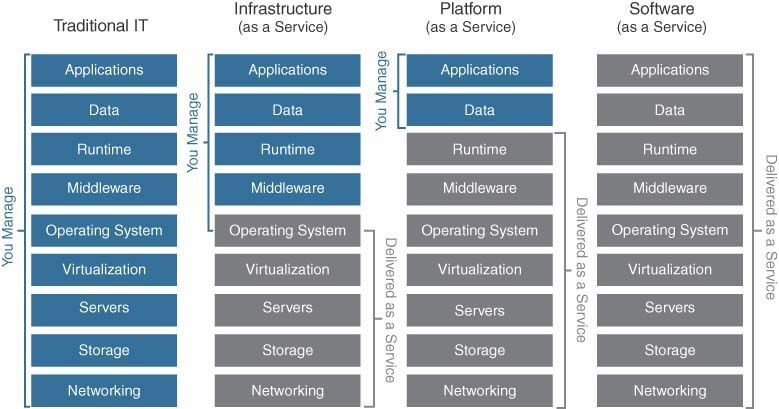 Traditional IT
Infrastructure
(as a Service)
Platform
(as a Service)
Software
(as a Service)
You Manage
Applications
Data
Runtime
Middleware
Operating System
Virtualization
Servers
Storage
Networking
You Manage
Applications
Data
Runtime
Middleware
Operating System
Virtualization
Servers
Storage
Networking
Delivered as a Service
You Manage
Applications
Data
Runtime
Middleware
Operating System
Virtualization
Servers
Storage
Networking
Delivered as a Service
Applications
Data
Runtime
Middleware
Operating System
Virtualization
Servers
Storage
Networking
Delivered as a Service